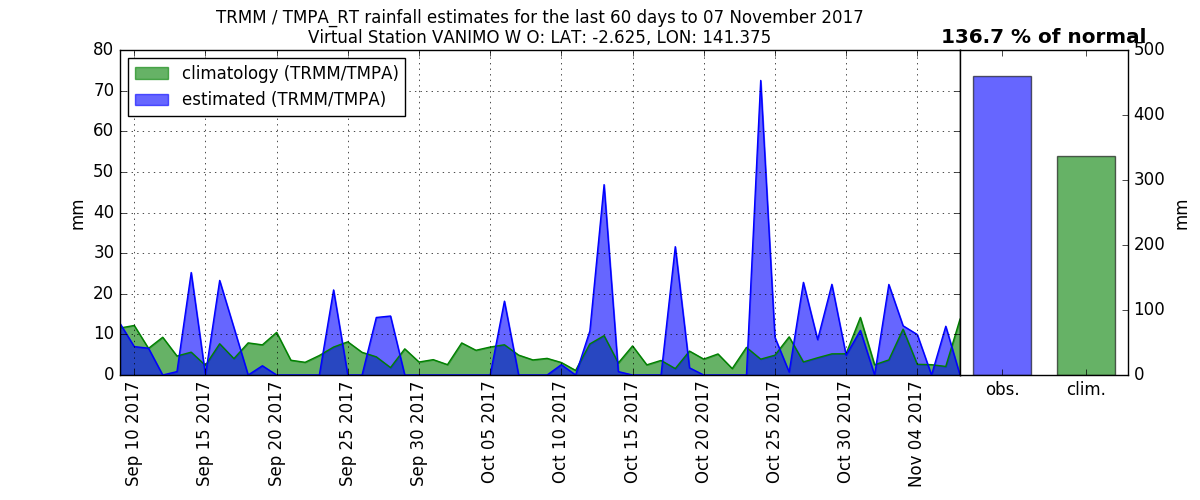 TRMM / TMPA_RT rainfall estimates for the last 60 days to 07 November 2017
Virtual Station VANIMO W O: LAT: -2.625, LON: 141.375
136.7 % of normal
climatology (TRMM/TMPA)
estimated (TRMM/TMPA)
80
70
60
50
40
30
20
10
0
mm
Sep 10 2017
Sep 15 2017
Sep 20 2017
Sep 25 2017
Sep 30 2017
Oct 05 2017
Oct 10 2017
Oct 15 2017
Oct 20 2017
Oct 25 2017
Oct 30 2017
Nov 04 2017
obs.
clim.
500
400
300
200
100
0
mm